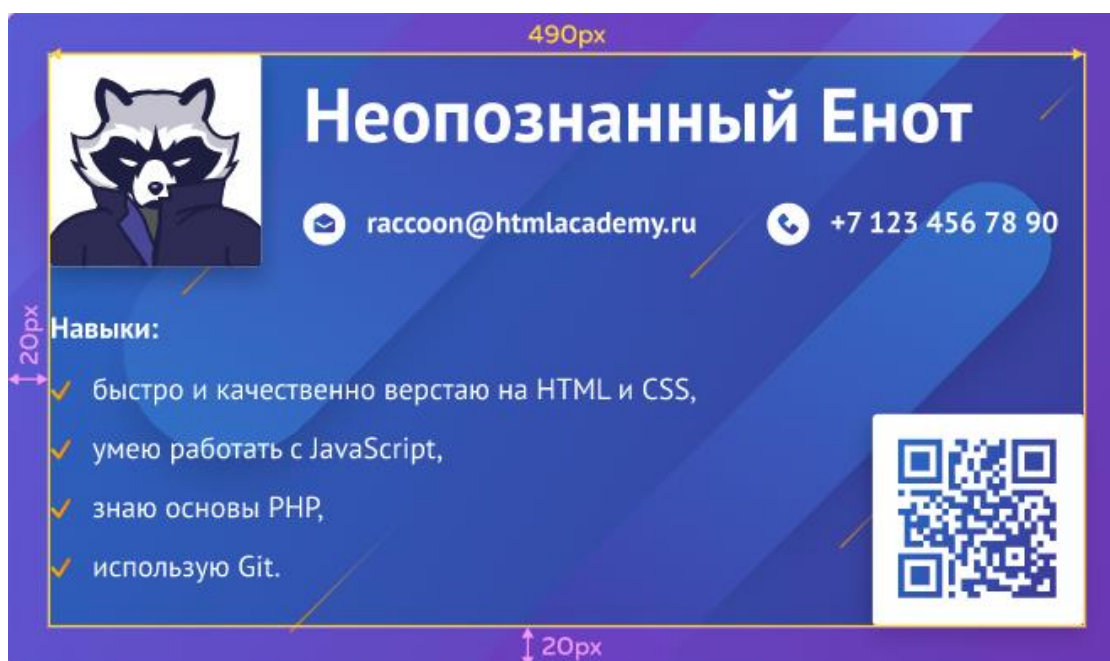 490px
Неопознанный Енот
raccoon@htmlacademy.ru +7 123 456 78 90
20px
Навыки:
быстро и качественно верстаю на HTML и CSS,
умею работать с JavaScript,
знаю основы PHP,
использую Git.
20px